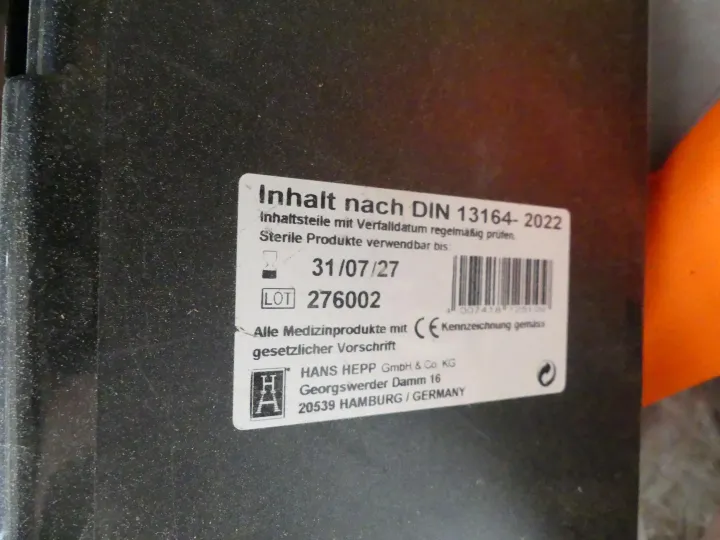 Inhalt nach DIN 13164- 2022
Inhaltsteile mit Verfalldatum regelmäßig prüfen.
Sterile Produkte verwendbar bis:
31/07/27
LOT 276002
Alle Medizinprodukte mit CE Kennzeichnung gemäss
gesetzlicher Vorschrift
HANS HEPP GmbH & Co. KG
Georgswerder Damm 16
20539 HAMBURG / GERMANY
HA